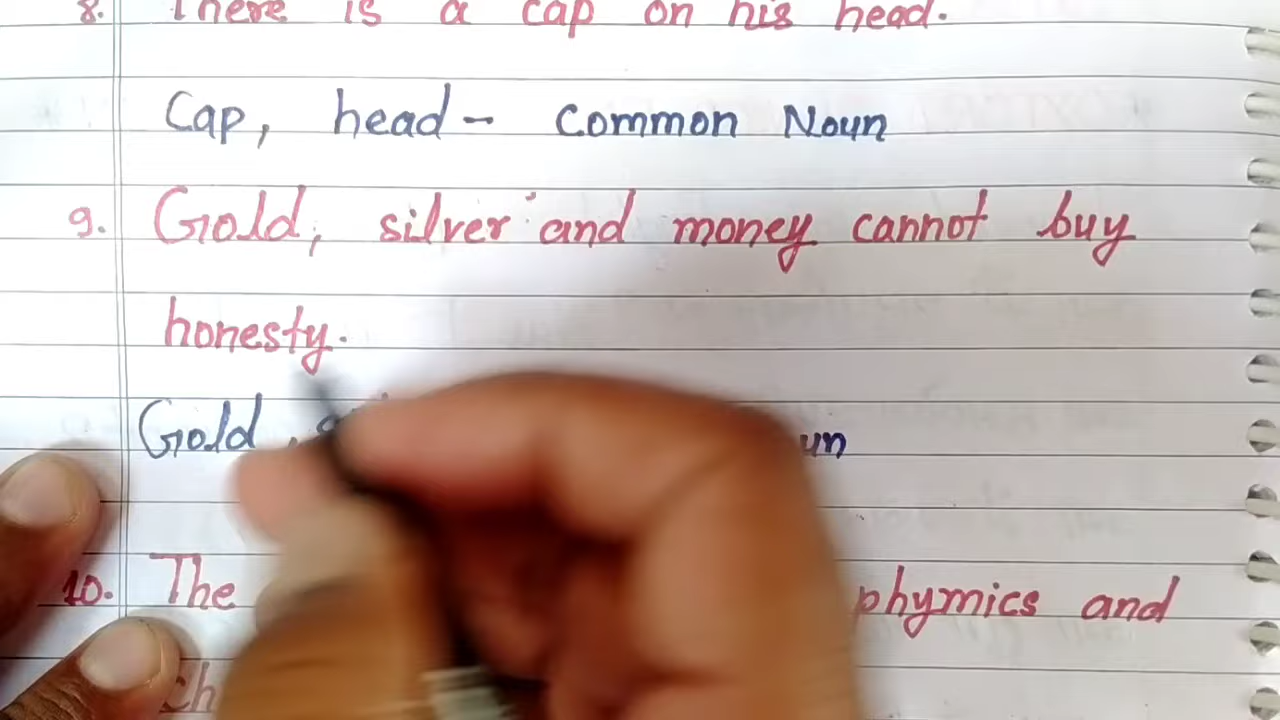 8. There is a cap on his head.
Cap, head - Common Noun
9. Gold, silver and money cannot buy
honesty.
Gold,
10. The phymics and